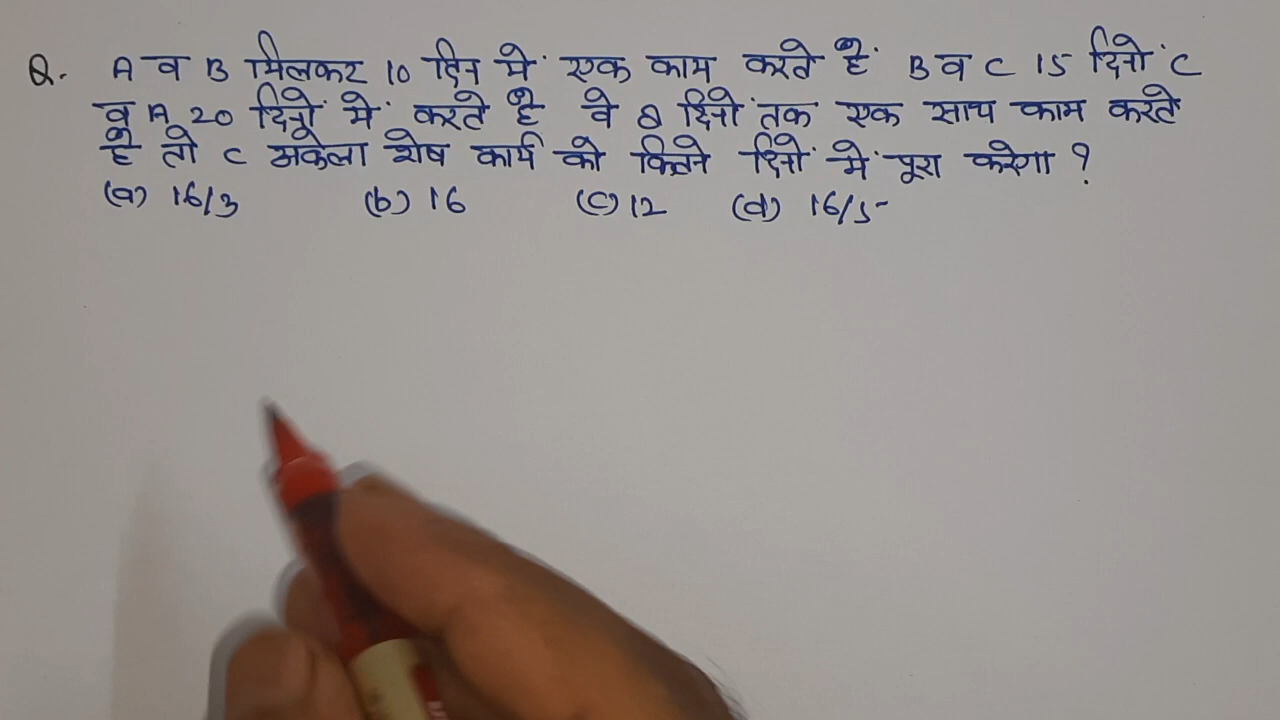 Q. A व B मिलकर 10 दिन में एक काम करते हैं B व C 15 दिनों C
व A 20 दिनों में करते है वे 8 दिनों तक एक साथ काम करते
है तो C अकेला शेष कार्य को कितने दिनों में पूरा करेगा ?
(a) 16/3 (b) 16 (c) 12 (d) 16/5